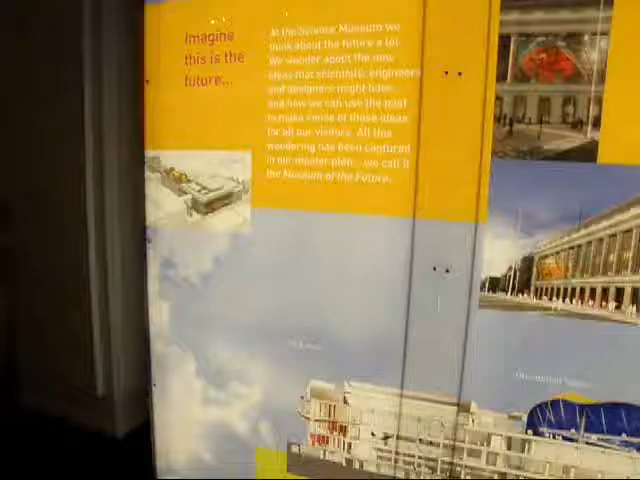 Imagine
this is the
future...
At the Science Museum we
think about the future a lot.
We wonder about the new
ideas that scientists, engineers
and designers might have,
and how we can use the past
to make sense of those ideas
for all our visitors. All this
wondering has been captured
in our master plan... we call it
the Museum of the Future.